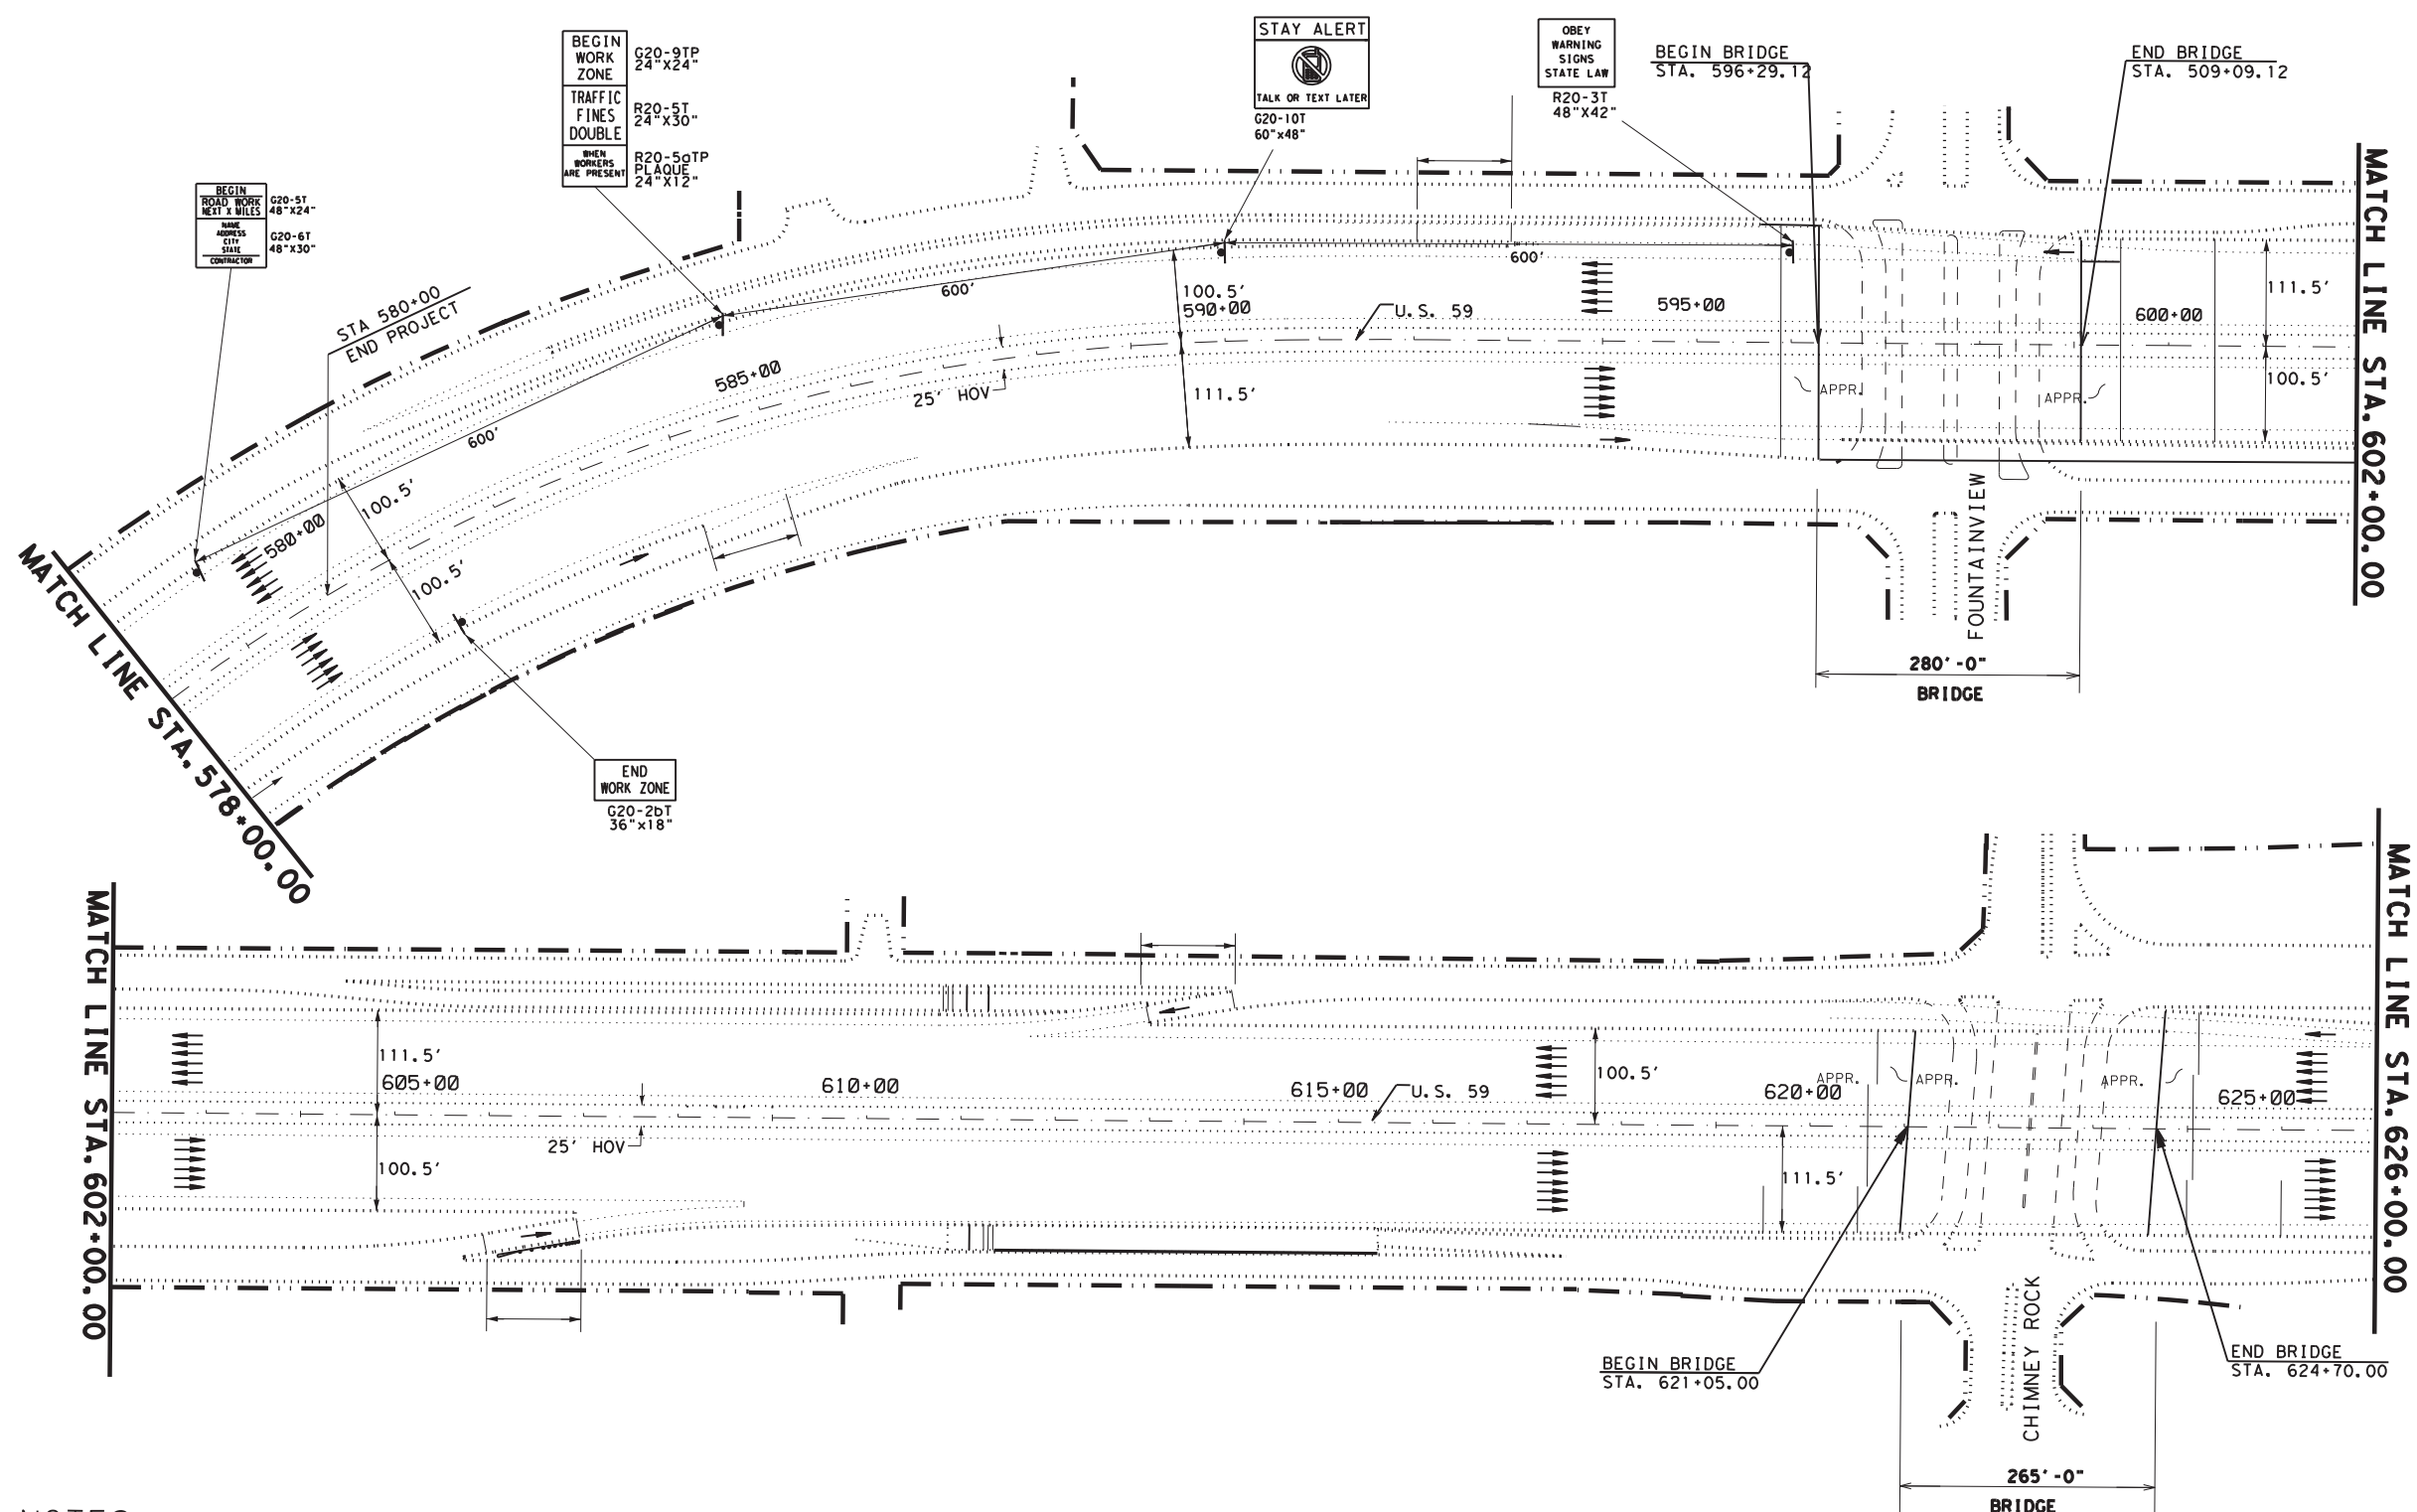 BEGIN
ROAD WORK
NEXT X MILES
G20-5T
48"X24"
NAME
ADDRESS
CITY
STATE
CONTRACTOR
G20-6T
48"X30"
BEGIN
WORK
ZONE
G20-9TP
24"X24"
TRAFFIC
FINES
DOUBLE
R20-5T
24"X30"
WHEN
WORKERS
ARE PRESENT
R20-5aTP
PLAQUE
24"X12"
STAY ALERT
TALK OR TEXT LATER
G20-10T
60"x48"
OBEY
WARNING
SIGNS
STATE LAW
R20-3T
48"X42"
BEGIN BRIDGE
STA. 596+29.12
END BRIDGE
STA. 509+09.12
MATCH LINE STA. 602+00.00
STA 580+00
END PROJECT
600'
600'
600'
100.5'
590+00
U.S. 59
595+00
600+00
111.5'
100.5'
585+00
25' HOV
111.5'
APPR.
APPR.
580+00
100.5'
100.5'
FOUNTAINVIEW
280'-0"
BRIDGE
MATCH LINE STA. 578+00.00
END
WORK ZONE
G20-2bT
36"x18"
MATCH LINE STA. 602+00.00
111.5'
605+00
610+00
615+00
U.S. 59
100.5'
APPR.
APPR.
APPR.
620+00
625+00
25' HOV
100.5'
111.5'
MATCH LINE STA. 626+00.00
BEGIN BRIDGE
STA. 621+05.00
END BRIDGE
STA. 624+70.00
CHIMNEY ROCK
265'-0"
BRIDGE